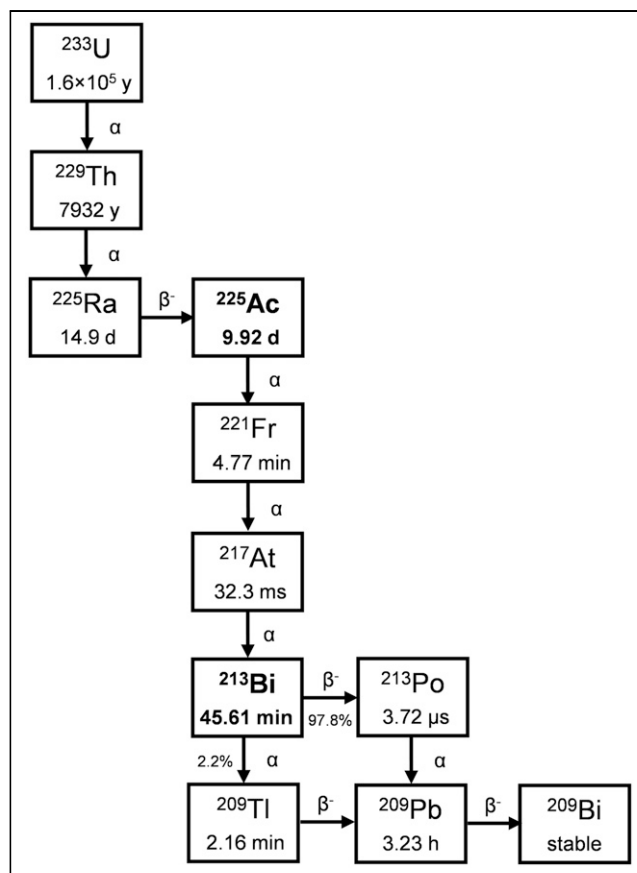 ²³³U
1.6×10⁵ y
α
²²⁹Th
7932 y
α
²²⁵Ra
14.9 d
β⁻
²²⁵Ac
9.92 d
α
²²¹Fr
4.77 min
α
²¹⁷At
32.3 ms
α
²¹³Bi
45.61 min
β⁻
97.8%
²¹³Po
3.72 µs
2.2%
α
α
²⁰⁹Tl
2.16 min
β⁻
²⁰⁹Pb
3.23 h
β⁻
²⁰⁹Bi
stable